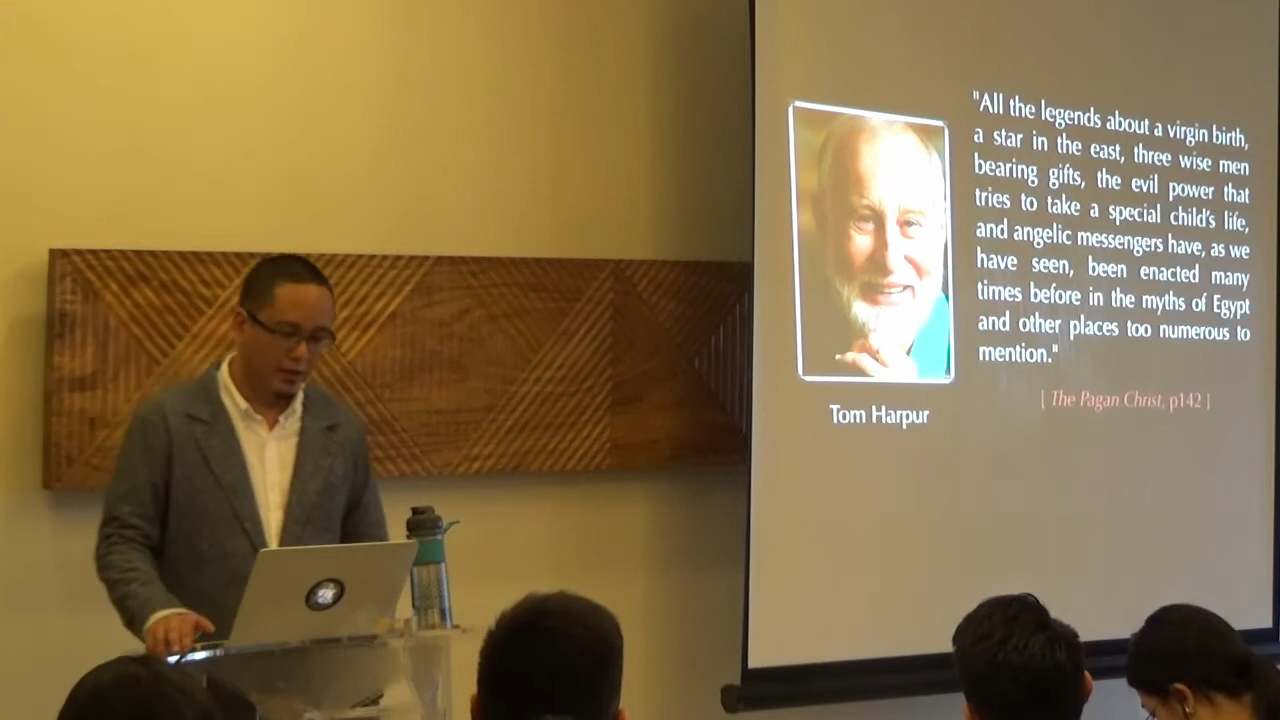 "All the legends about a virgin birth,
a star in the east, three wise men
bearing gifts, the evil power that
tries to take a special child's life,
and angelic messengers have, as we
have seen, been enacted many
times before in the myths of Egypt
and other places too numerous to
mention."
[ The Pagan Christ, p142 ]
Tom Harpur